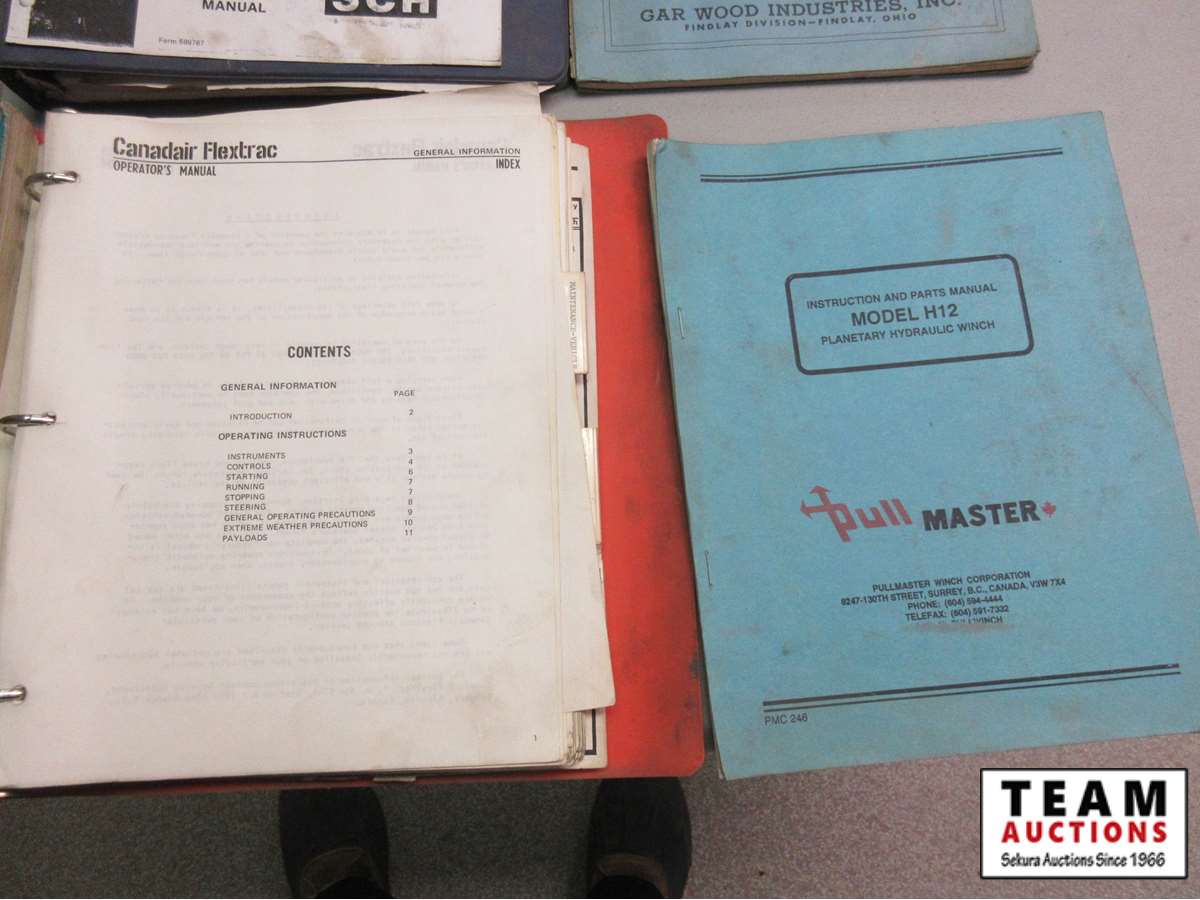 MANUAL
SCH
Form 689767
GAR WOOD INDUSTRIES, INC.
FINDLAY DIVISION—FINDLAY, OHIO
Canadair Flextrac
OPERATOR'S MANUAL
GENERAL INFORMATION
INDEX
MAINTENANCE-VEHICLE
CONTENTS
GENERAL INFORMATION
PAGE
INTRODUCTION 2
OPERATING INSTRUCTIONS
INSTRUMENTS 3
CONTROLS 4
STARTING 6
RUNNING 7
STOPPING 7
STEERING 8
GENERAL OPERATING PRECAUTIONS 9
EXTREME WEATHER PRECAUTIONS 10
PAYLOADS 11
1
INSTRUCTION AND PARTS MANUAL
MODEL H12
PLANETARY HYDRAULIC WINCH
pull MASTER
PULLMASTER WINCH CORPORATION
8247-130TH STREET, SURREY, B.C., CANADA, V3W 7X4
PHONE: (604) 594-4444
TELEFAX: (604) 591-7332
PMC 246
TEAM
AUCTIONS
Sekura Auctions Since 1966